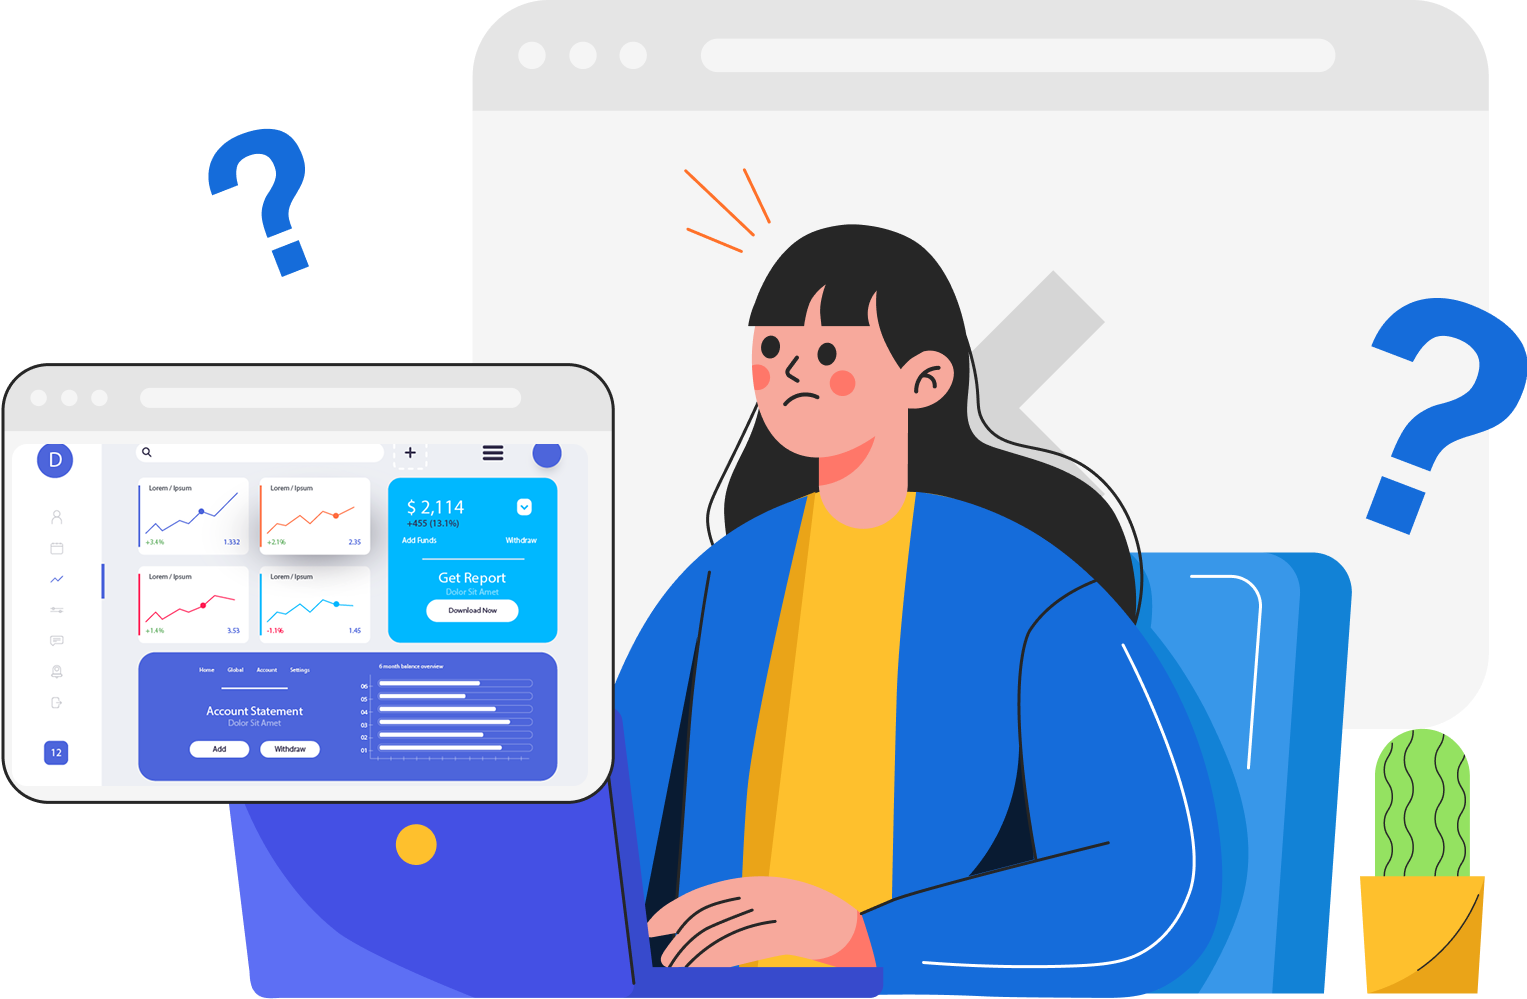 ?
?
D
Lorem / Ipsum
+3.4%
1.332
Lorem / Ipsum
+2.1%
2.35
Lorem / Ipsum
+1.4%
3.53
Lorem / Ipsum
-1.1%
1.45
$ 2,114
+455 (13.1%)
Add Funds Withdraw
Get Report
Dolor Sit Amet
Download Now
Home Global Account Settings
Account Statement
Dolor Sit Amet
Add Withdraw
6 month balance overview
06
05
04
03
02
01
12